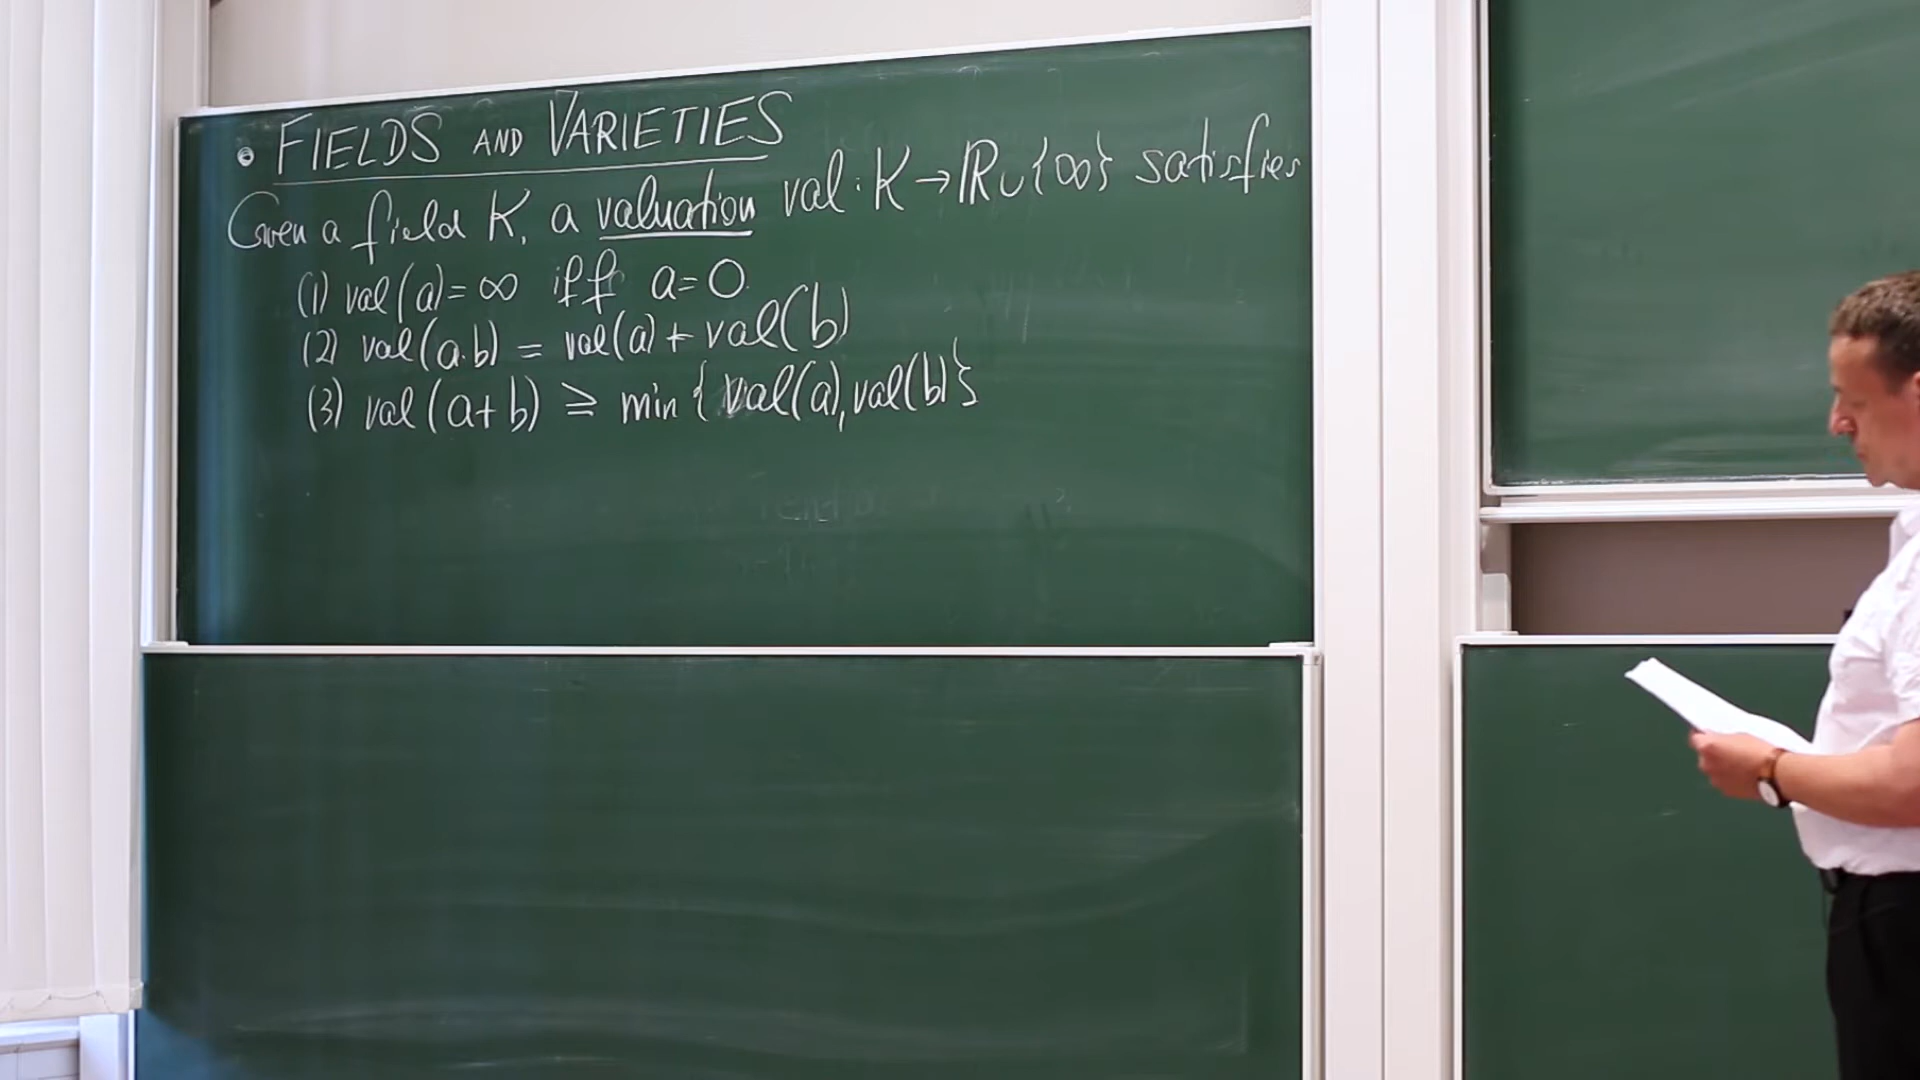 • FIELDS AND VARIETIES
Given a field K, a valuation val: K → ℝ ∪ {∞} satisfies
(1) val(a) = ∞ iff a = 0.
(2) val(a·b) = val(a) + val(b)
(3) val(a+b) ≥ min{val(a), val(b)}